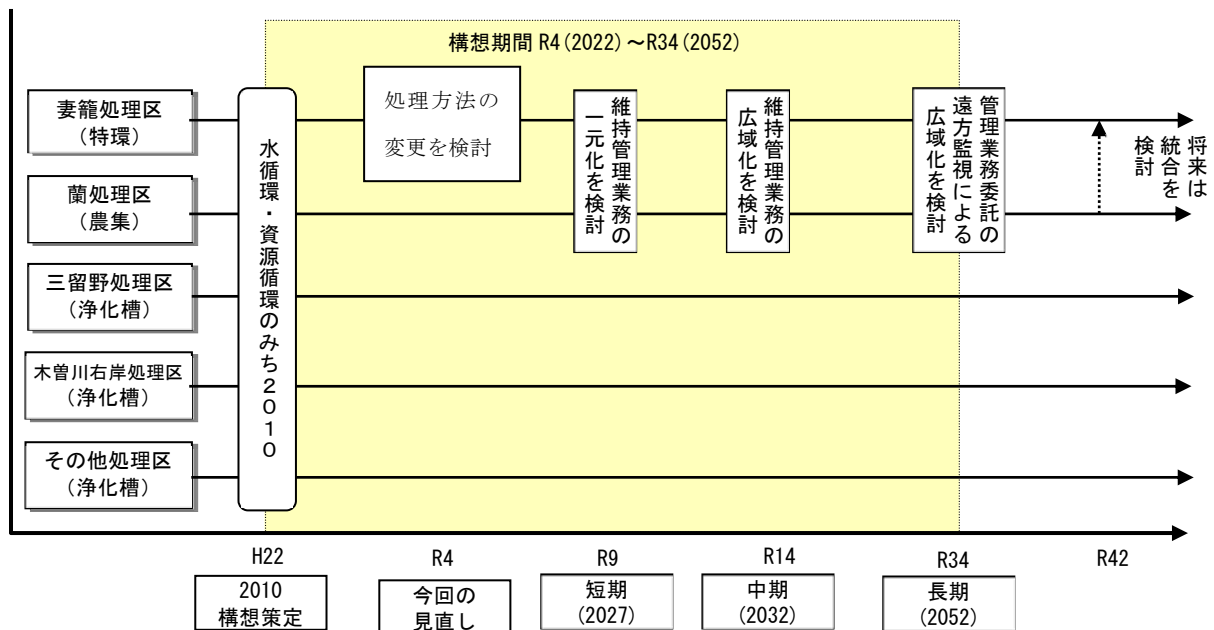 構想期間 R4(2022)～R34(2052)
妻籠処理区
（特環）
蘭処理区
（農集）
三留野処理区
（浄化槽）
木曽川右岸処理区
（浄化槽）
その他処理区
（浄化槽）
水循環・資源循環のみち２０１０
処理方法の
変更を検討
維持管理業務の
一元化を検討
維持管理業務の
広域化を検討
管理業務委託の
遠方監視による
広域化を検討
将来は
統合を
検討
H22
R4
R9
R14
R34
R42
2010
構想策定
今回の
見直し
短期
(2027)
中期
(2032)
長期
(2052)